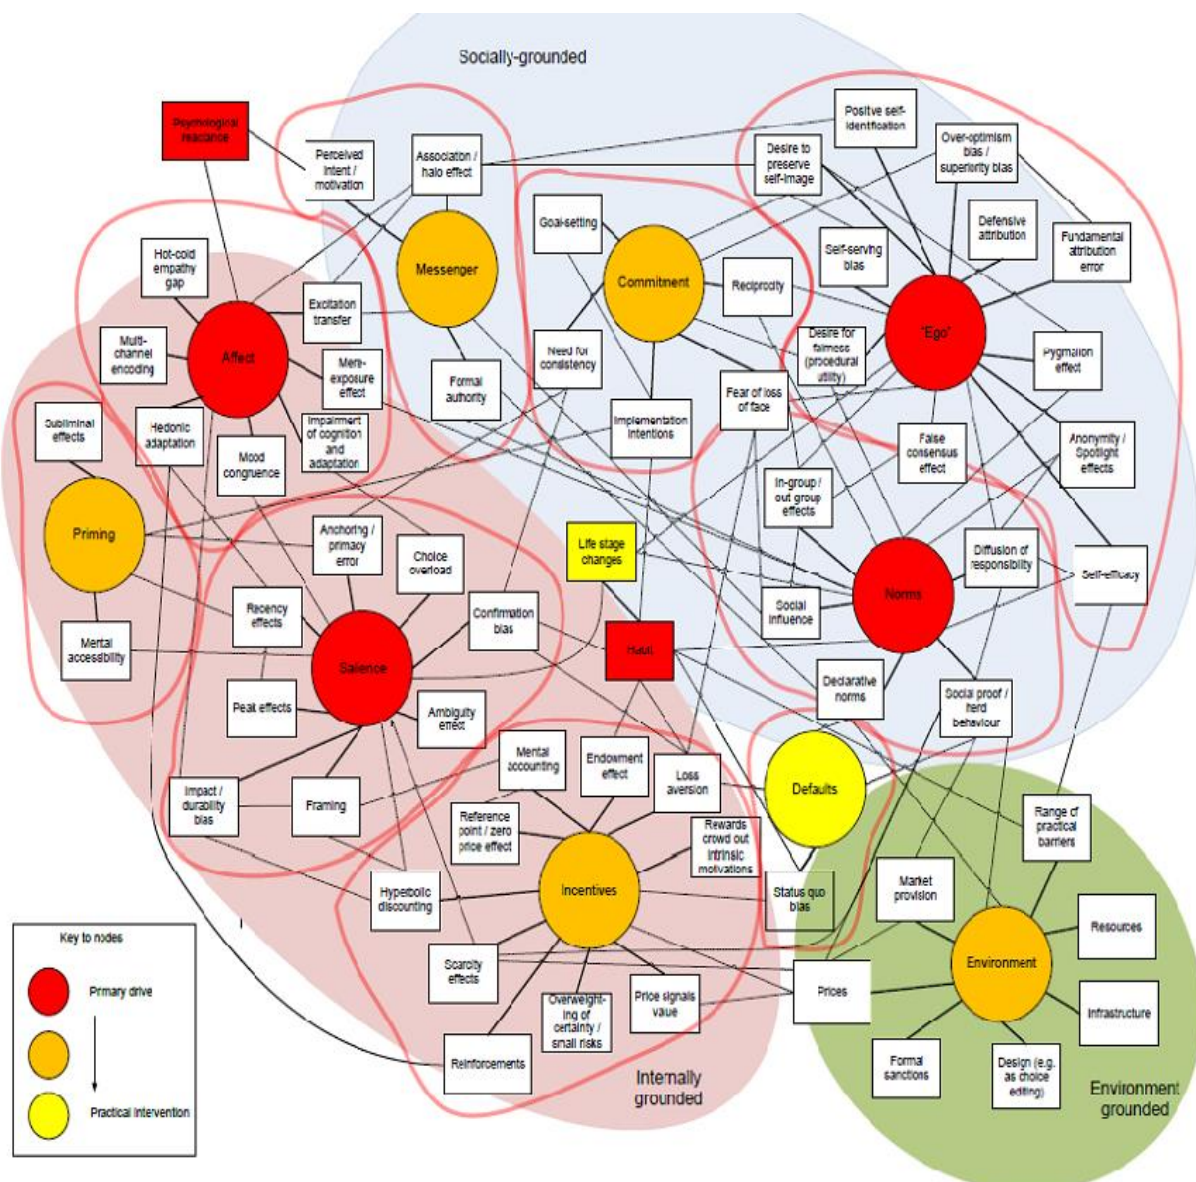 Socially-grounded
Psychological
reactance
Perceived
intent /
motivation
Association /
halo effect
Positive self-
identification
Desire to
preserve
self-image
Over-optimism
bias /
superiority bias
Goal-setting
Defensive
attribution
Fundamental
attribution
error
Self-serving
bias
Hot-cold
empathy
gap
Messenger
Commitment
Reciprocity
Excitation
transfer
'Ego'
Multi-
channel
encoding
Affect
Mere-
exposure
effect
Need for
consistency
Desire for
fairness
(procedural
utility)
Pygmalion
effect
Formal
authority
Fear of loss
of face
Subliminal
effects
Hedonic
adaptation
Mood
congruence
Impairment
of cognition
and
adaptation
Implementation
intentions
False
consensus
effect
Anonymity /
Spotlight
effects
In-group /
out group
effects
Priming
Anchoring /
primacy
error
Choice
overload
Life stage
changes
Diffusion of
responsibility
Self-efficacy
Norms
Recency
effects
Confirmation
bias
Social
influence
Mental
accessibility
Salience
Habit
Declarative
norms
Social proof /
herd
behaviour
Peak effects
Ambiguity
effect
Mental
accounting
Endowment
effect
Loss
aversion
Defaults
Impact /
durability
bias
Framing
Reference
point / zero
price effect
Rewards
crowd out
intrinsic
motivations
Range of
practical
barriers
Hyperbolic
discounting
Incentives
Status quo
bias
Market
provision
Resources
Environment
Scarcity
effects
Overweight-
ing of
certainty /
small risks
Price signals
value
Prices
Infrastructure
Reinforcements
Formal
sanctions
Design (e.g.
as choice
editing)
Internally
grounded
Environment
grounded
Key to nodes
Primary drive
Practical intervention